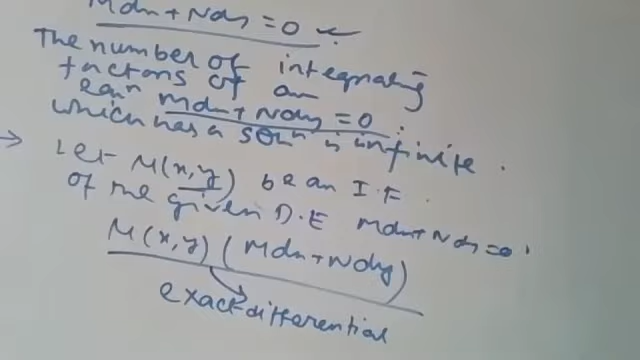 Mdx + Ndy = 0
The number of integrating
factors of an
eqn Mdx + Ndy = 0
which has a soln is infinite.
→ Let M(x,y) be an I.F.
of the given D.E Mdx + Ndy = 0.
M(x,y) (Mdx + Ndy)
exact differential